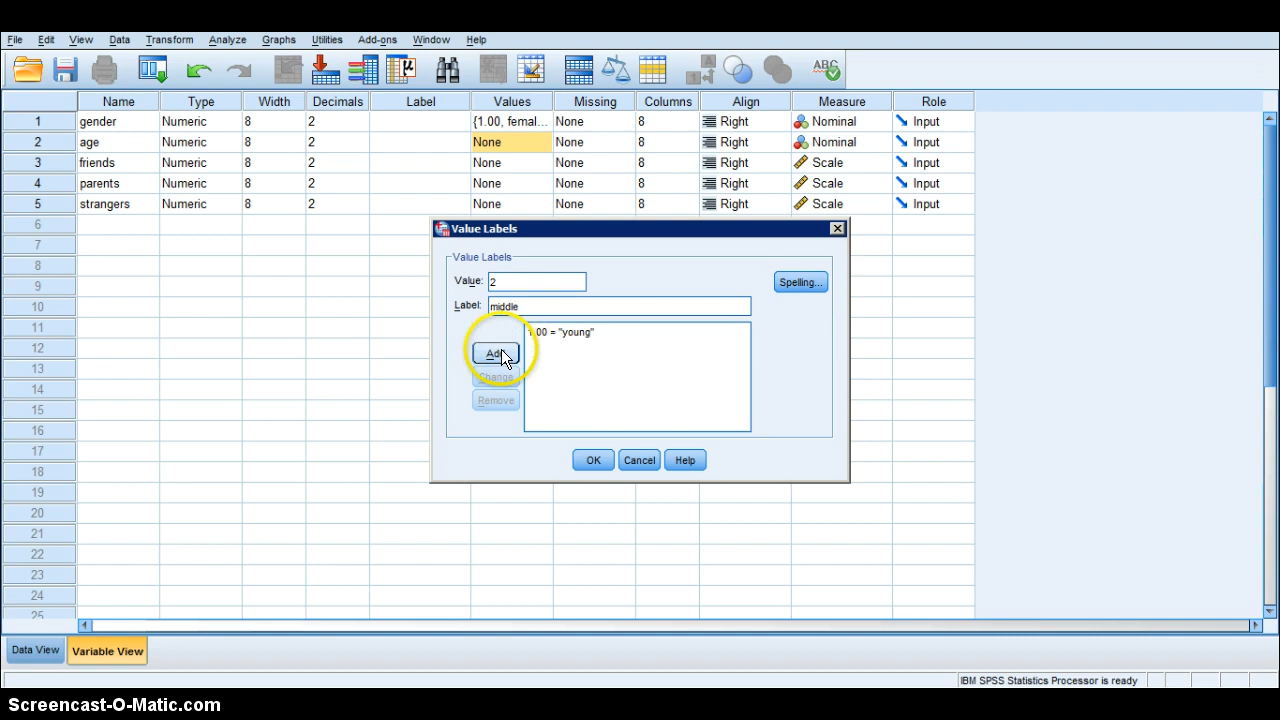 File Edit View Data Transform Analyze Graphs Utilities Add-ons Window Help
ABC
Name Type Width Decimals Label Values Missing Columns Align Measure Role
1 gender Numeric 8 2 {1.00, femal... None 8 Right Nominal Input
2 age Numeric 8 2 None None 8 Right Nominal Input
3 friends Numeric 8 2 None None 8 Right Scale Input
4 parents Numeric 8 2 None None 8 Right Scale Input
5 strangers Numeric 8 2 None None 8 Right Scale Input
6
7
8
9
10
11
12
13
14
15
16
17
18
19
20
21
22
23
24
25
Value Labels
Value Labels
Value: 2 Spelling...
Label: middle
.00 = "young"
Add
Change
Remove
OK Cancel Help
Data View Variable View
IBM SPSS Statistics Processor is ready
Screencast-O-Matic.com